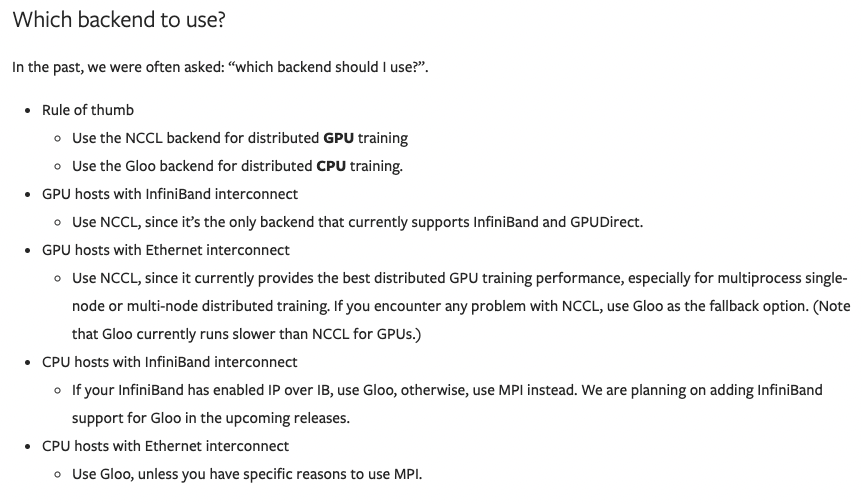 Which backend to use?
In the past, we were often asked: “which backend should I use?”.
• Rule of thumb
◦ Use the NCCL backend for distributed GPU training
◦ Use the Gloo backend for distributed CPU training.
• GPU hosts with InfiniBand interconnect
◦ Use NCCL, since it’s the only backend that currently supports InfiniBand and GPUDirect.
• GPU hosts with Ethernet interconnect
◦ Use NCCL, since it currently provides the best distributed GPU training performance, especially for multiprocess single-
node or multi-node distributed training. If you encounter any problem with NCCL, use Gloo as the fallback option. (Note
that Gloo currently runs slower than NCCL for GPUs.)
• CPU hosts with InfiniBand interconnect
◦ If your InfiniBand has enabled IP over IB, use Gloo, otherwise, use MPI instead. We are planning on adding InfiniBand
support for Gloo in the upcoming releases.
• CPU hosts with Ethernet interconnect
◦ Use Gloo, unless you have specific reasons to use MPI.